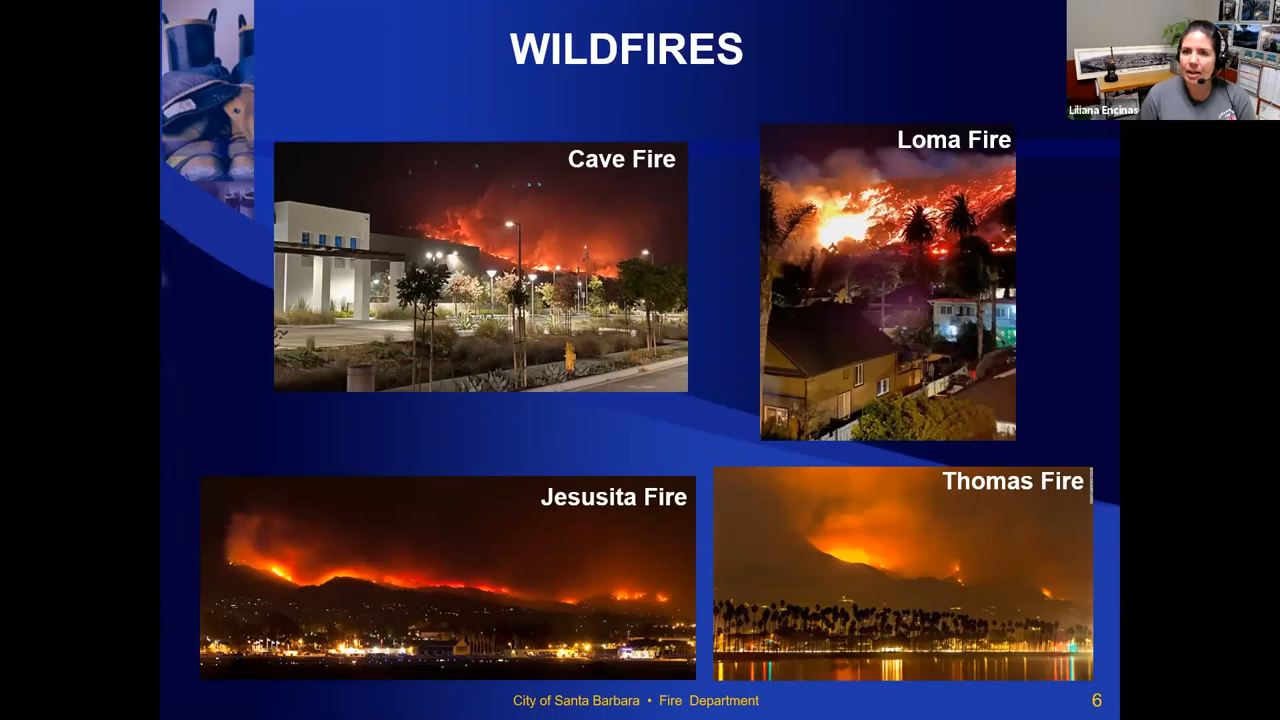 WILDFIRES
Liliana Encinas
Cave Fire
Loma Fire
Jesusita Fire
Thomas Fire
City of Santa Barbara • Fire Department
6